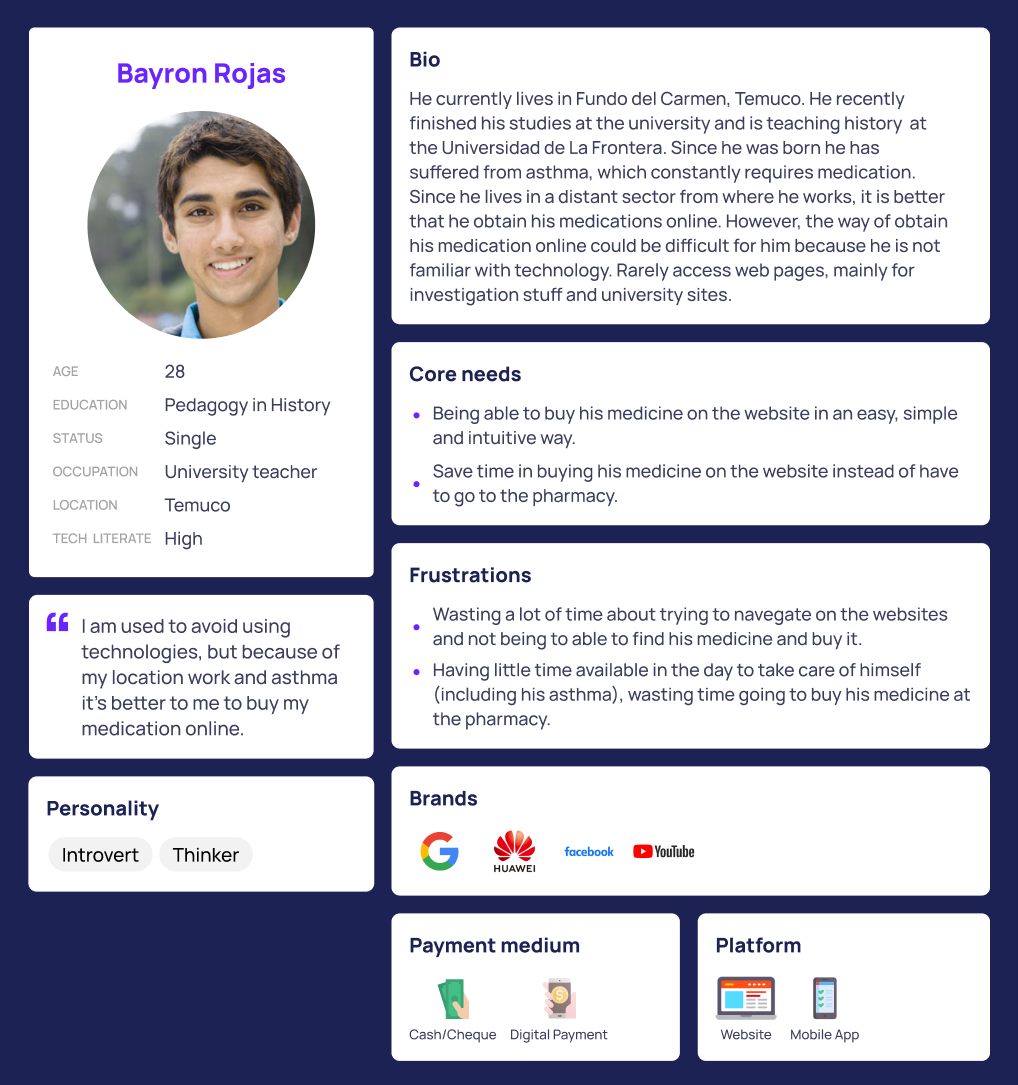 Bayron Rojas
AGE 28
EDUCATION Pedagogy in History
STATUS Single
OCCUPATION University teacher
LOCATION Temuco
TECH LITERATE High
“ I am used to avoid using
technologies, but because of
my location work and asthma
it's better to me to buy my
medication online.
Personality
Introvert Thinker
Bio
He currently lives in Fundo del Carmen, Temuco. He recently
finished his studies at the university and is teaching history at
the Universidad de La Frontera. Since he was born he has
suffered from asthma, which constantly requires medication.
Since he lives in a distant sector from where he works, it is better
that he obtain his medications online. However, the way of obtain
his medication online could be difficult for him because he is not
familiar with technology. Rarely access web pages, mainly for
investigation stuff and university sites.
Core needs
Being able to buy his medicine on the website in an easy, simple
and intuitive way.
Save time in buying his medicine on the website instead of have
to go to the pharmacy.
Frustrations
Wasting a lot of time about trying to navegate on the websites
and not being to able to find his medicine and buy it.
Having little time available in the day to take care of himself
(including his asthma), wasting time going to buy his medicine at
the pharmacy.
Brands
G HUAWEI facebook YouTube
Payment medium
Cash/Cheque Digital Payment
Platform
Website Mobile App